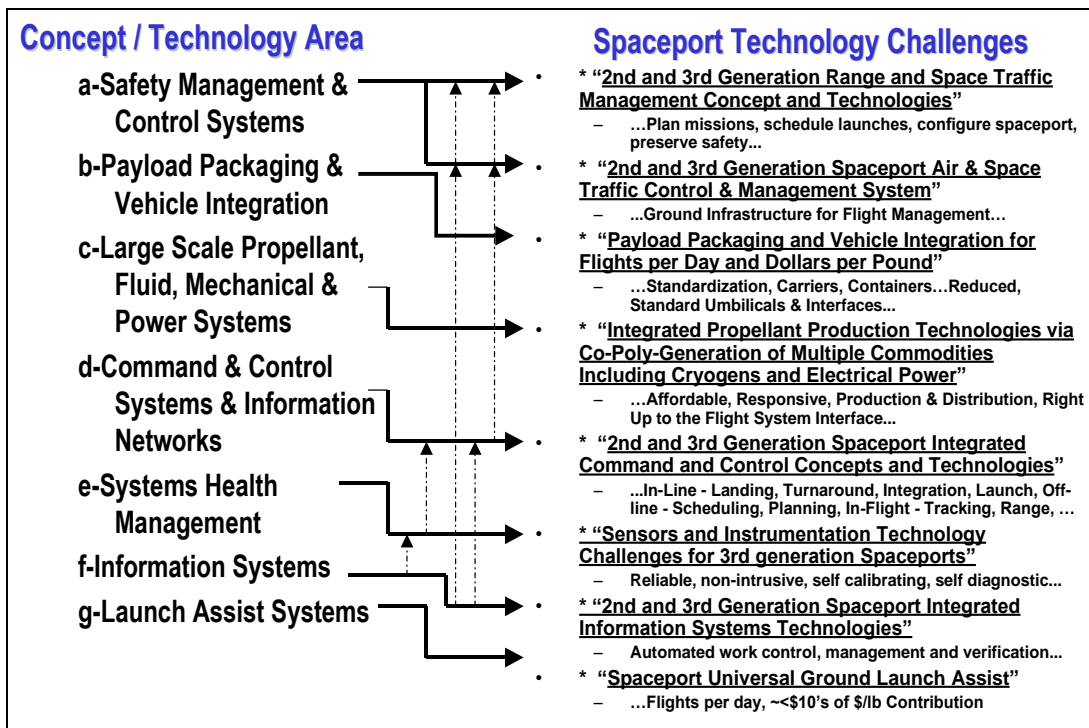 Concept / Technology Area
a-Safety Management &
Control Systems
b-Payload Packaging &
Vehicle Integration
c-Large Scale Propellant,
Fluid, Mechanical &
Power Systems
d-Command & Control
Systems & Information
Networks
e-Systems Health
Management
f-Information Systems
g-Launch Assist Systems
Spaceport Technology Challenges
• * “2nd and 3rd Generation Range and Space Traffic
Management Concept and Technologies”
– …Plan missions, schedule launches, configure spaceport,
preserve safety...
• * “2nd and 3rd Generation Spaceport Air & Space
Traffic Control & Management System”
– ...Ground Infrastructure for Flight Management…
• * “Payload Packaging and Vehicle Integration for
Flights per Day and Dollars per Pound”
– …Standardization, Carriers, Containers…Reduced,
Standard Umbilicals & Interfaces...
• * “Integrated Propellant Production Technologies via
Co-Poly-Generation of Multiple Commodities
Including Cryogens and Electrical Power”
– …Affordable, Responsive, Production & Distribution, Right
Up to the Flight System Interface...
• * “2nd and 3rd Generation Spaceport Integrated
Command and Control Concepts and Technologies”
– ...In-Line - Landing, Turnaround, Integration, Launch, Off-
line - Scheduling, Planning, In-Flight - Tracking, Range, …
• * “Sensors and Instrumentation Technology
Challenges for 3rd generation Spaceports”
– Reliable, non-intrusive, self calibrating, self diagnostic...
• * “2nd and 3rd Generation Spaceport Integrated
Information Systems Technologies”
– Automated work control, management and verification...
• * “Spaceport Universal Ground Launch Assist”
– …Flights per day, ~<$10’s of $/lb Contribution